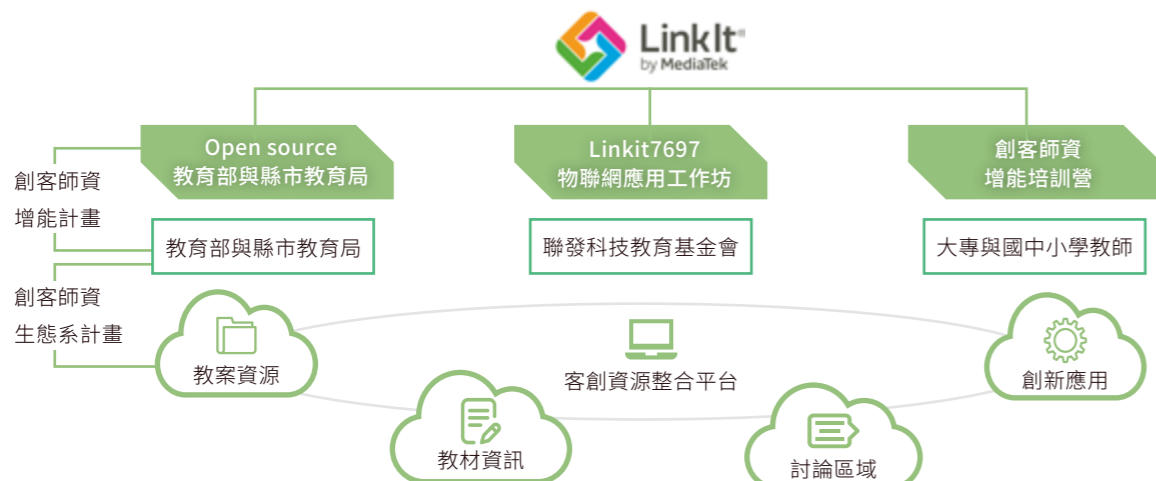 LinkIt
by MediaTek
Open source
教育部與縣市教育局
Linkit7697
物聯網應用工作坊
創客師資
增能培訓營
創客師資
增能計畫
教育部與縣市教育局
聯發科技教育基金會
大專與國中小學教師
創客師資
生態系計畫
教案資源
客創資源整合平台
創新應用
教材資訊
討論區域